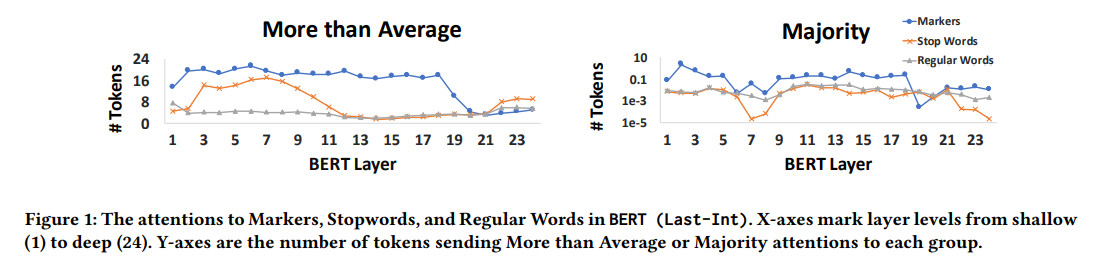 More than Average
# Tokens
24
16
8
0
1 3 5 7 9 11 13 15 17 19 21 23
BERT Layer
Majority
Markers
Stop Words
Regular Words
# Tokens
10
0.1
1e-3
1e-5
1 3 5 7 9 11 13 15 17 19 21 23
BERT Layer
Figure 1: The attentions to Markers, Stopwords, and Regular Words in BERT (Last-Int). X-axes mark layer levels from shallow
(1) to deep (24). Y-axes are the number of tokens sending More than Average or Majority attentions to each group.